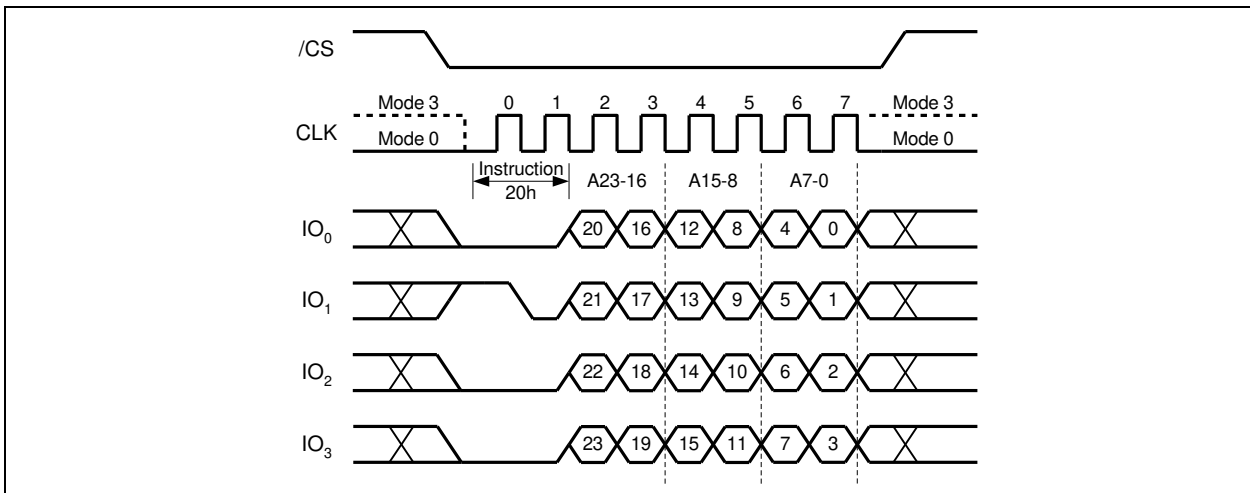 /CS
Mode 3 0 1 2 3 4 5 6 7 Mode 3
CLK
Mode 0 Mode 0
Instruction
20h
A23-16 A15-8 A7-0
IO0 20 16 12 8 4 0
IO1 21 17 13 9 5 1
IO2 22 18 14 10 6 2
IO3 23 19 15 11 7 3